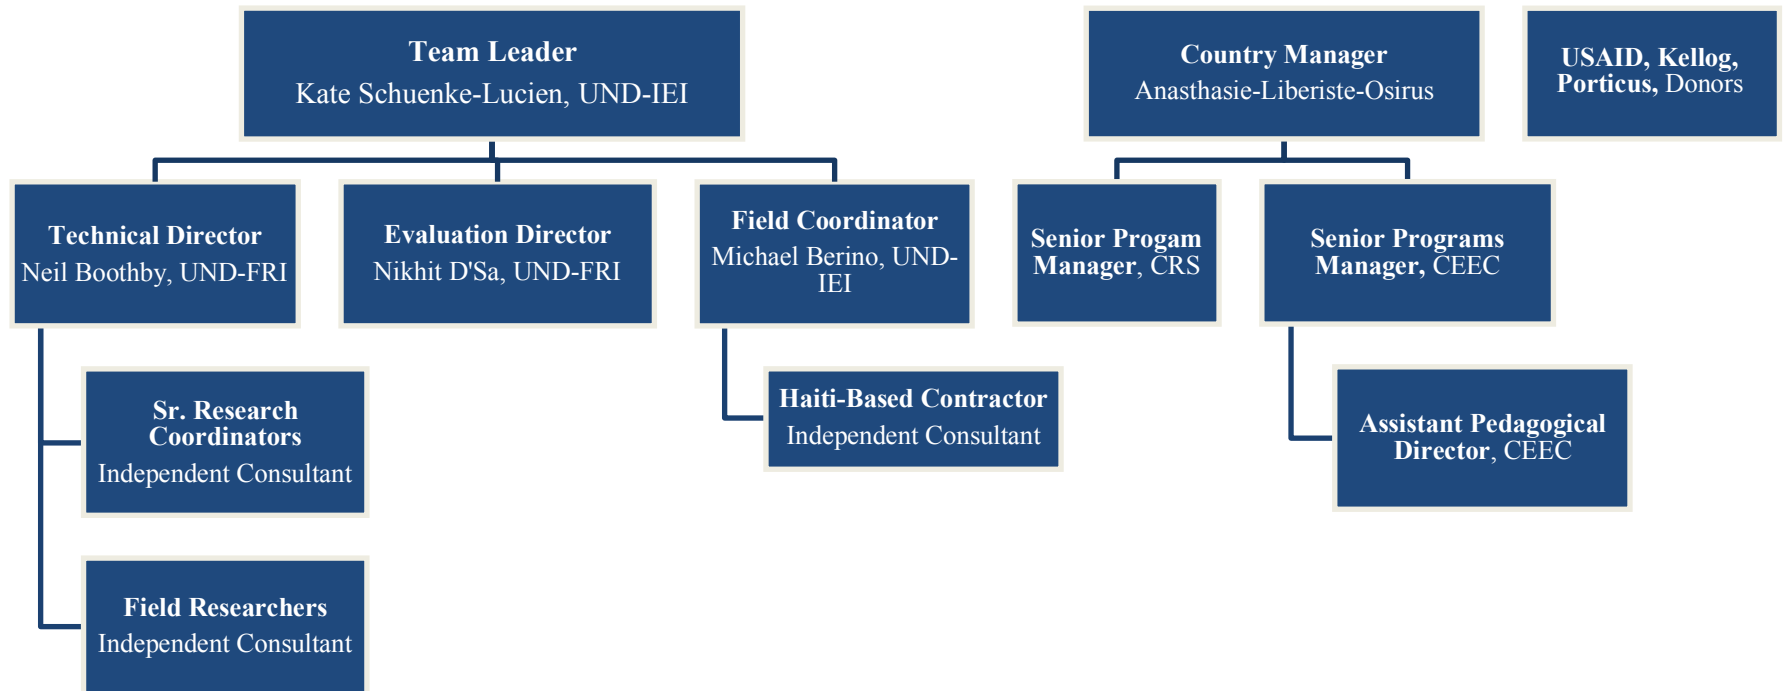 Team Leader
Kate Schuenke-Lucien, UND-IEI
Country Manager
Anasthasie-Liberiste-Osirus
USAID, Kellog,
Porticus, Donors
Technical Director
Neil Boothby, UND-FRI
Evaluation Director
Nikhit D'Sa, UND-FRI
Field Coordinator
Michael Berino, UND-
IEI
Senior Progam
Manager, CRS
Senior Programs
Manager, CEEC
Sr. Research
Coordinators
Independent Consultant
Haiti-Based Contractor
Independent Consultant
Assistant Pedagogical
Director, CEEC
Field Researchers
Independent Consultant